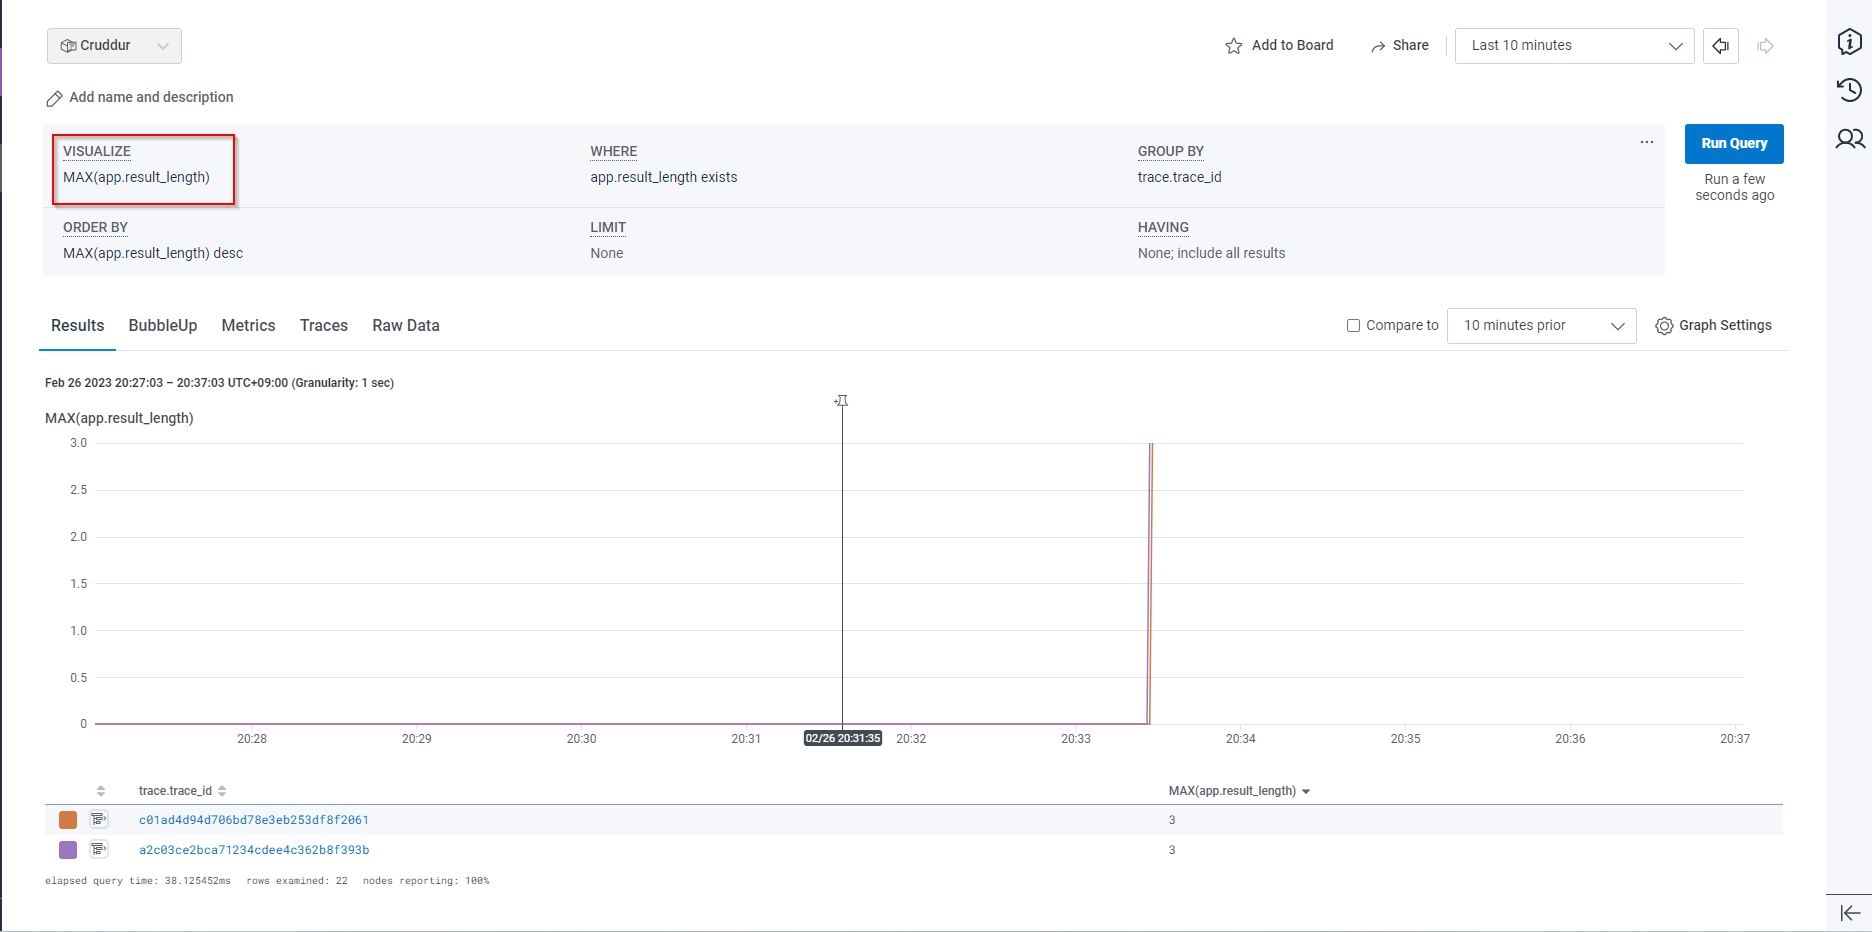 Cruddur
Add to Board
Share
Last 10 minutes
Add name and description
VISUALIZE
MAX(app.result_length)
WHERE
app.result_length exists
GROUP BY
trace.trace_id
...
Run Query
Run a few
seconds ago
ORDER BY
MAX(app.result_length) desc
LIMIT
None
HAVING
None; include all results
Results
BubbleUp
Metrics
Traces
Raw Data
Compare to
10 minutes prior
Graph Settings
Feb 26 2023 20:27:03 – 20:37:03 UTC+09:00 (Granularity: 1 sec)
MAX(app.result_length)
3.0
2.5
2.0
1.5
1.0
0.5
0
20:28
20:29
20:30
20:31
02/26 20:31:35
20:32
20:33
20:34
20:35
20:36
20:37
trace.trace_id
MAX(app.result_length)
c01ad4d94d706bd78e3eb253df8f2061
3
a2c03ce2bca71234cdee4c362b8f393b
3
elapsed query time: 38.125452ms rows examined: 22 nodes reporting: 100%